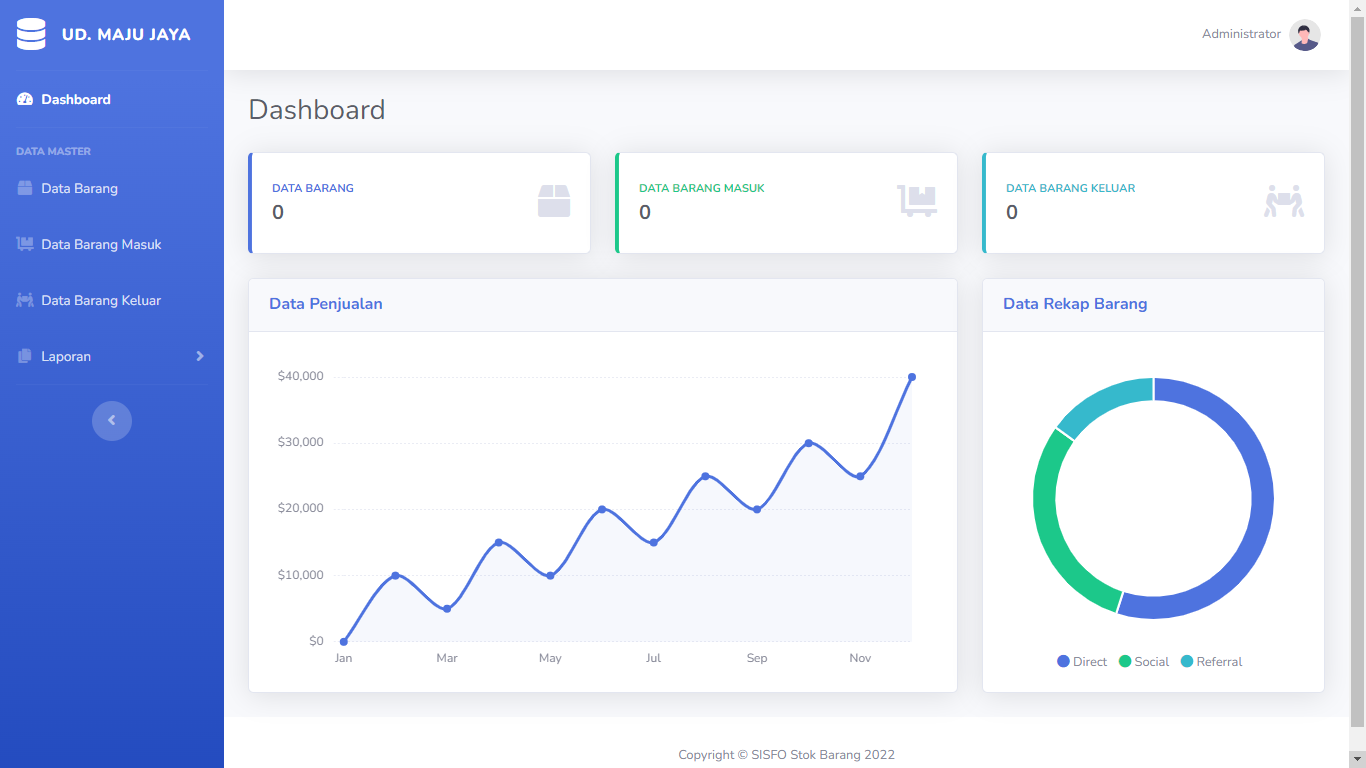 UD. MAJU JAYA
Administrator
Dashboard
DATA MASTER
Data Barang
Data Barang Masuk
Data Barang Keluar
Laporan
Dashboard
DATA BARANG
0
DATA BARANG MASUK
0
DATA BARANG KELUAR
0
Data Penjualan
$40,000
$30,000
$20,000
$10,000
$0
Jan Mar May Jul Sep Nov
Data Rekap Barang
Direct Social Referral
Copyright © SISFO Stok Barang 2022